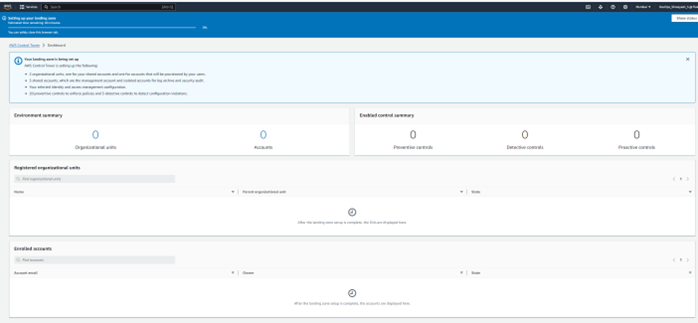 aws
Services
Search
[Alt+S]
Mumbai
Setting up your landing zone
Estimated time remaining: 60 minutes
0%
You can safely close this browser tab.
Show status
AWS Control Tower > Dashboard
Your landing zone is being set up
AWS Control Tower is setting up the following:
2 organizational units, one for your shared accounts and one for accounts that will be provisioned by your users.
3 shared accounts, which are the management account and isolated accounts for log archive and security audit.
Your selected identity and access management configuration.
20 preventive controls to enforce policies and 3 detective controls to detect configuration violations.
Environment summary
0 0
Organizational units Accounts
Enabled control summary
0 0 0
Preventive controls Detective controls Proactive controls
Registered organizational units
Find organizational unit
1
Name Parent organizational unit State
After the landing zone setup is complete, the OUs are displayed here.
Enrolled accounts
Find accounts
1
Account email Owner State
After the landing zone setup is complete, the accounts are displayed here.